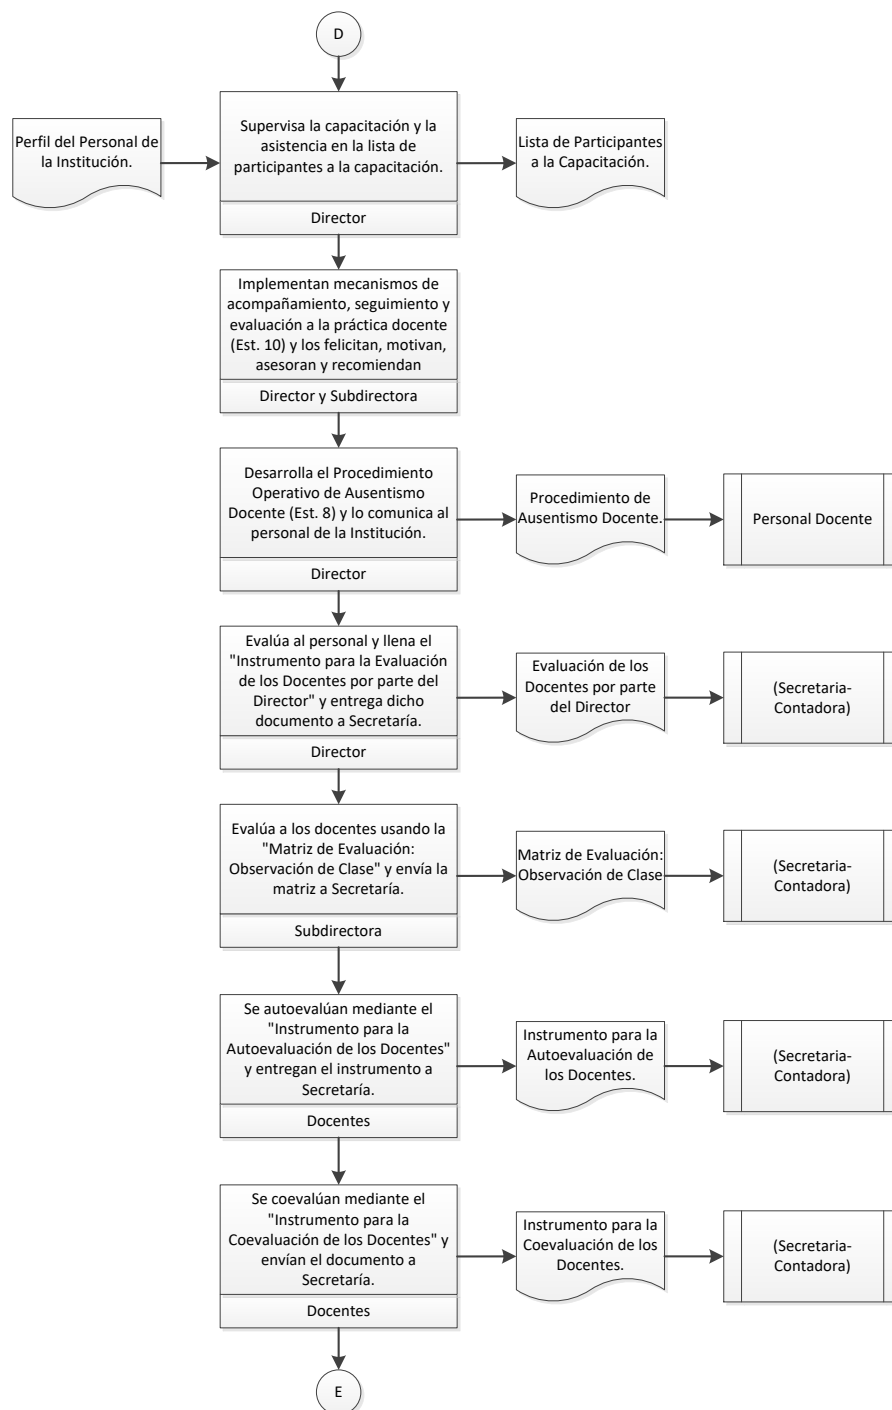 D
Perfil del Personal de
la Institución.
Supervisa la capacitación y la
asistencia en la lista de
participantes a la capacitación.
Director
Lista de Participantes
a la Capacitación.
Implementan mecanismos de
acompañamiento, seguimiento y
evaluación a la práctica docente
(Est. 10) y los felicitan, motivan,
asesoran y recomiendan
Director y Subdirectora
Desarrolla el Procedimiento
Operativo de Ausentismo
Docente (Est. 8) y lo comunica al
personal de la Institución.
Director
Procedimiento de
Ausentismo Docente.
Personal Docente
Evalúa al personal y llena el
"Instrumento para la Evaluación
de los Docentes por parte del
Director" y entrega dicho
documento a Secretaría.
Director
Evaluación de los
Docentes por parte
del Director
(Secretaria-
Contadora)
Evalúa a los docentes usando la
"Matriz de Evaluación:
Observación de Clase" y envía la
matriz a Secretaría.
Subdirectora
Matriz de Evaluación:
Observación de Clase
(Secretaria-
Contadora)
Se autoevalúan mediante el
"Instrumento para la
Autoevaluación de los Docentes"
y entregan el instrumento a
Secretaría.
Docentes
Instrumento para la
Autoevaluación de
los Docentes.
(Secretaria-
Contadora)
Se coevalúan mediante el
"Instrumento para la
Coevaluación de los Docentes" y
envían el documento a
Secretaría.
Docentes
Instrumento para la
Coevaluación de los
Docentes.
(Secretaria-
Contadora)
E